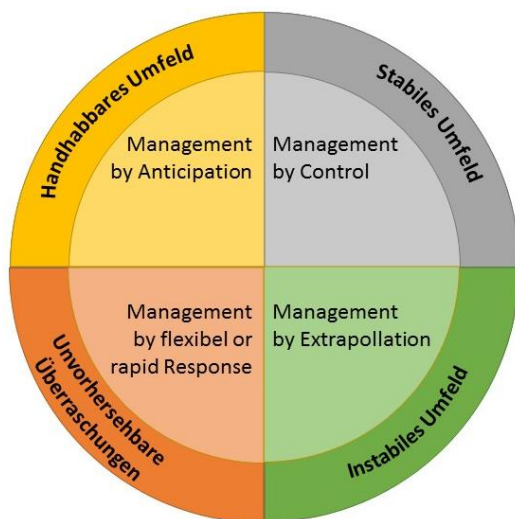 Handhabbares Umfeld
Stabiles Umfeld
Management
by Anticipation
Management
by Control
Management
by flexibel or
rapid Response
Management
by Extrapollation
Unvorhersehbare
Überraschungen
Instabiles Umfeld